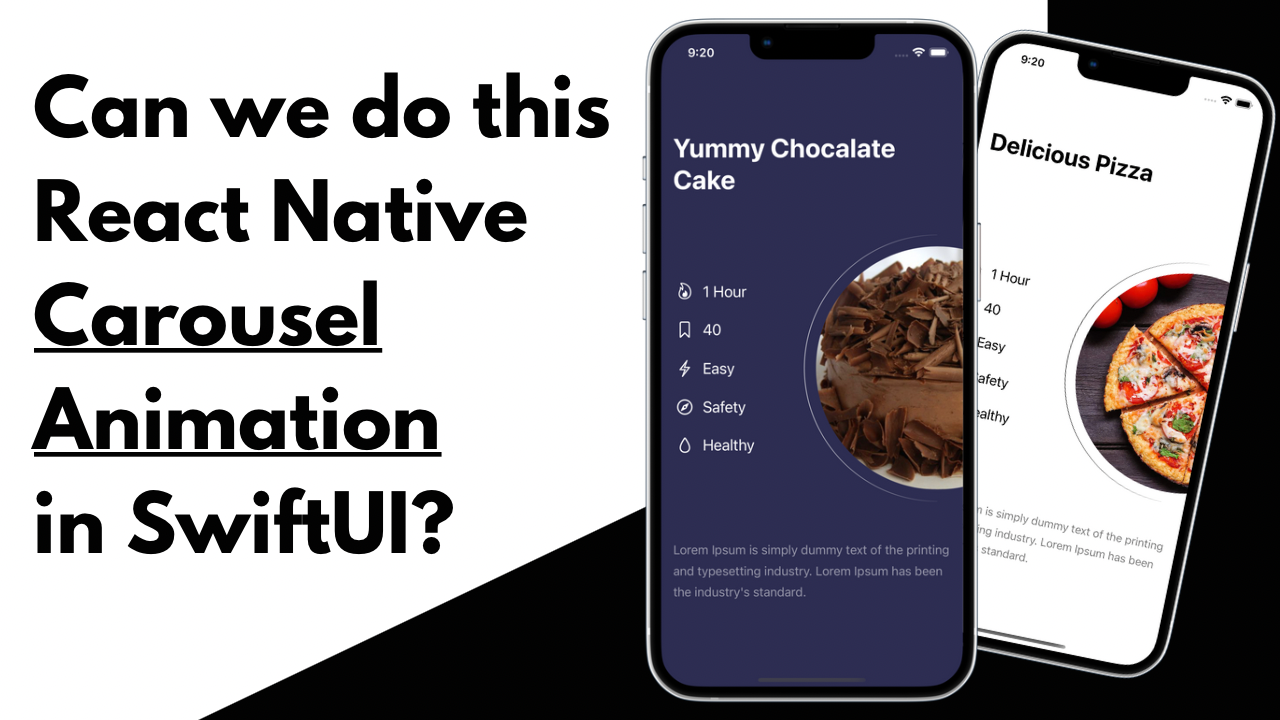 Can we do this
React Native
Carousel
Animation
in SwiftUI?
9:20
Yummy Chocalate
Cake
1 Hour
40
Easy
Safety
Healthy
Lorem Ipsum is simply dummy text of the printing
and typesetting industry. Lorem Ipsum has been
the industry's standard.
9:20
Delicious Pizza
1 Hour
40
Easy
afety
ealthy
is simply dummy text of the printing
ing industry. Lorem Ipsum has been
standard.